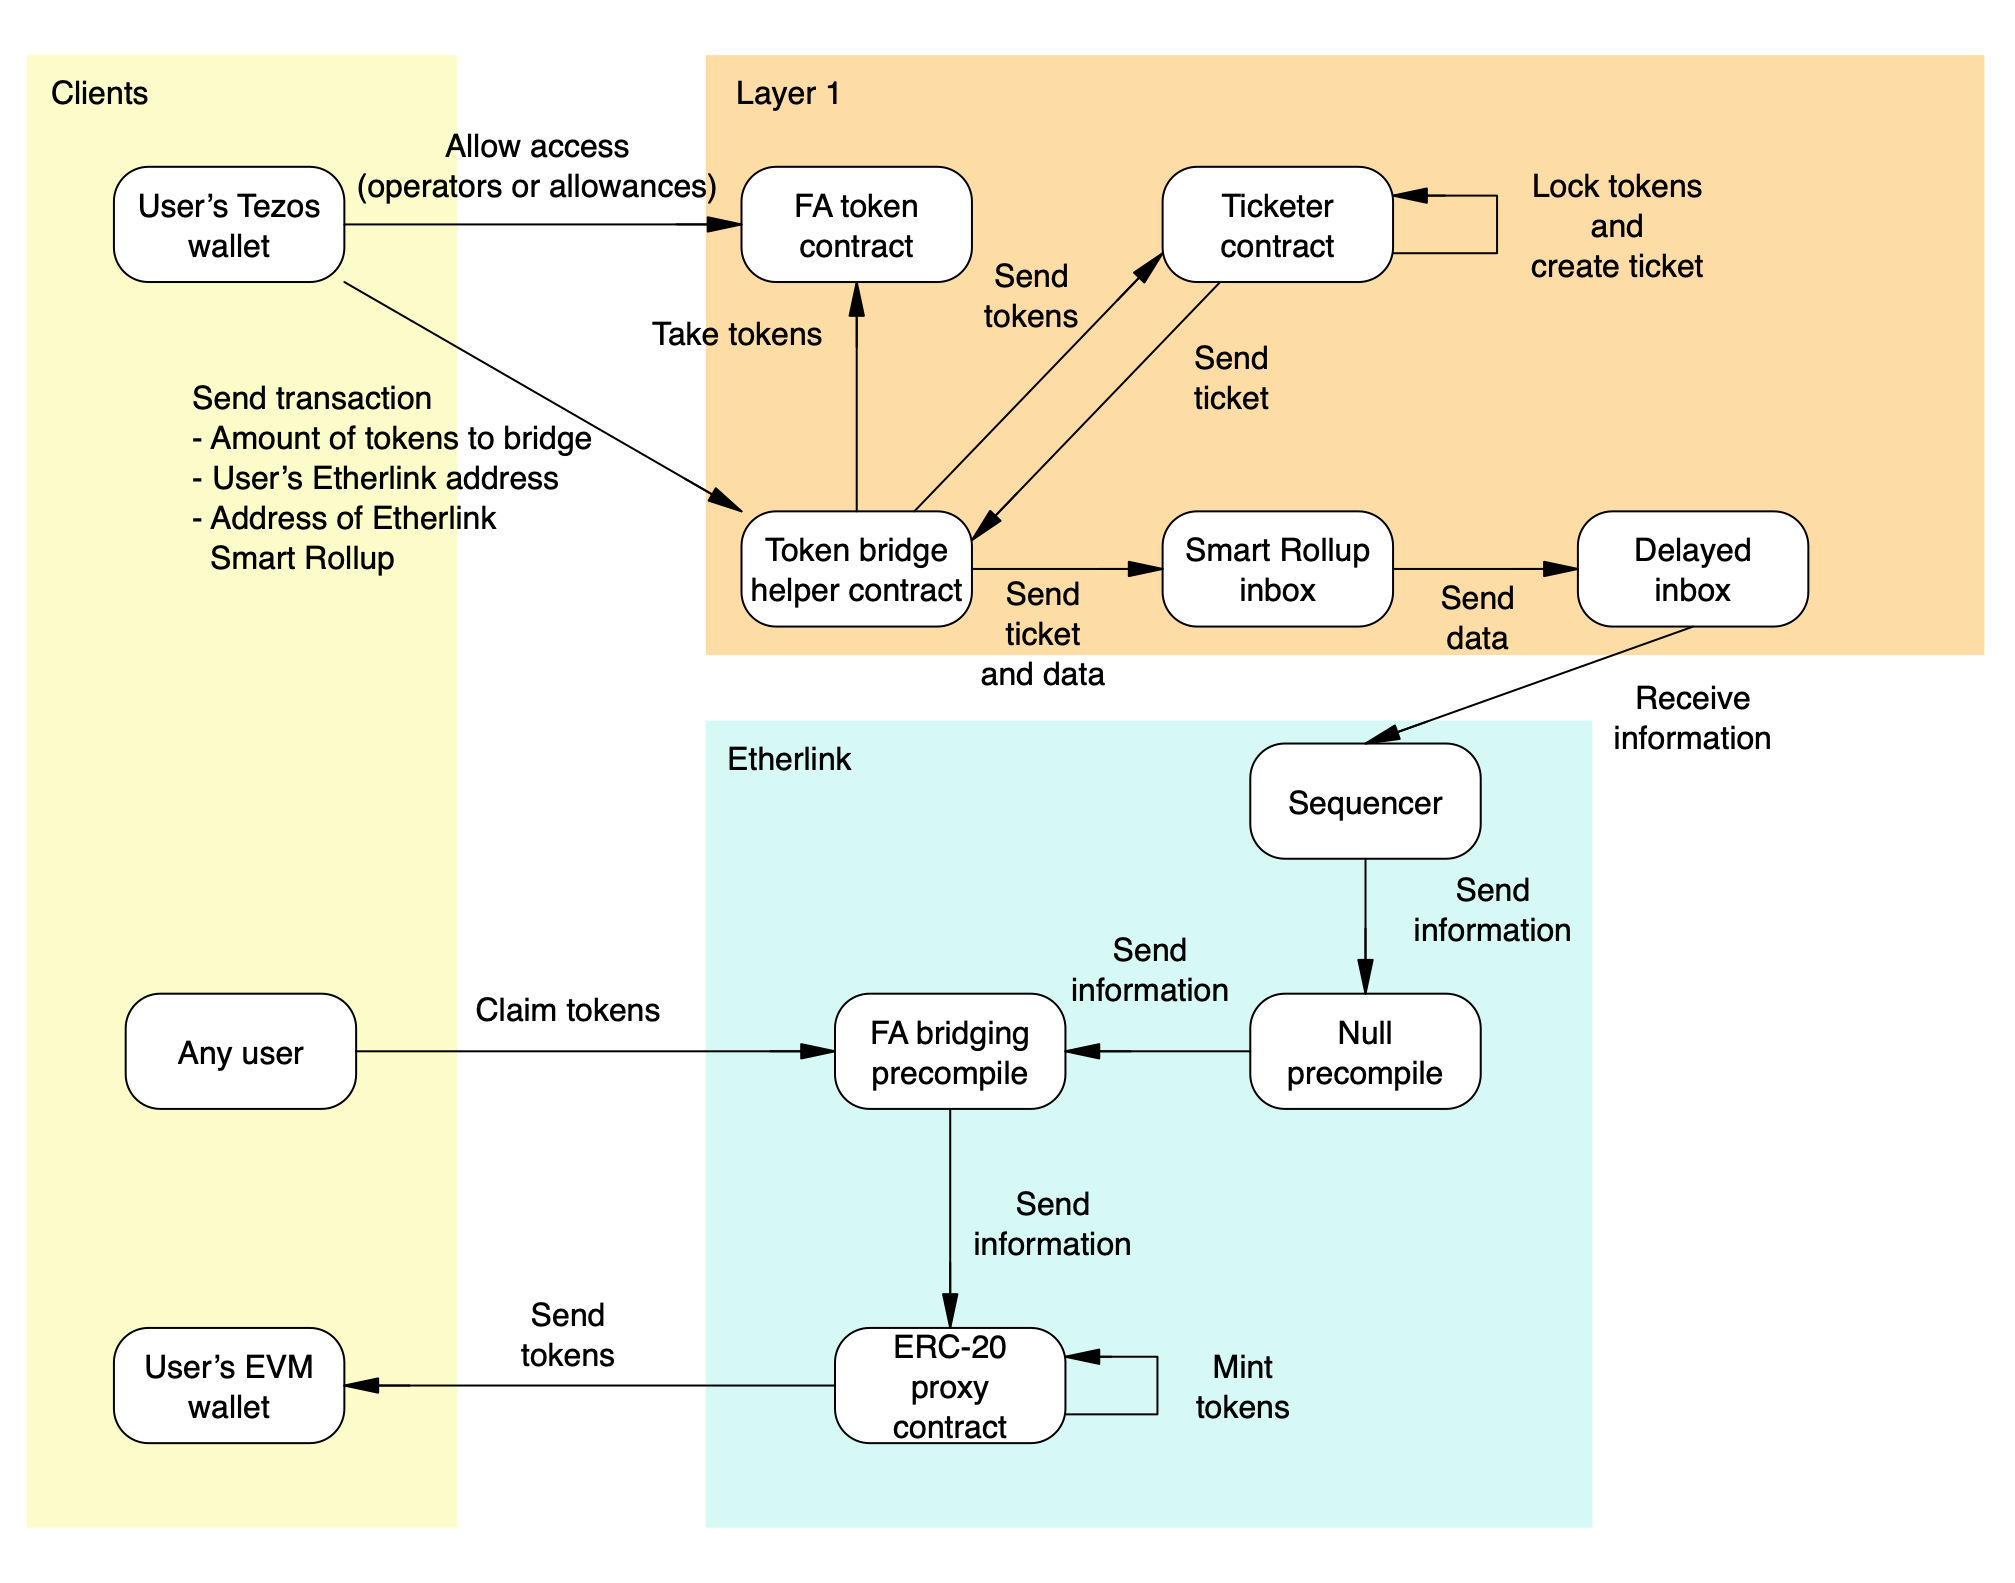 Clients
Layer 1
Allow access
(operators or allowances)
User’s Tezos
wallet
FA token
contract
Ticketer
contract
Lock tokens
and
create ticket
Send
tokens
Take tokens
Send
ticket
Send transaction
- Amount of tokens to bridge
- User’s Etherlink address
- Address of Etherlink
Smart Rollup
Token bridge
helper contract
Smart Rollup
inbox
Delayed
inbox
Send
ticket
and data
Send
data
Receive
information
Etherlink
Sequencer
Send
information
Send
information
Claim tokens
Any user
FA bridging
precompile
Null
precompile
Send
information
Send
tokens
User’s EVM
wallet
ERC-20
proxy
contract
Mint
tokens